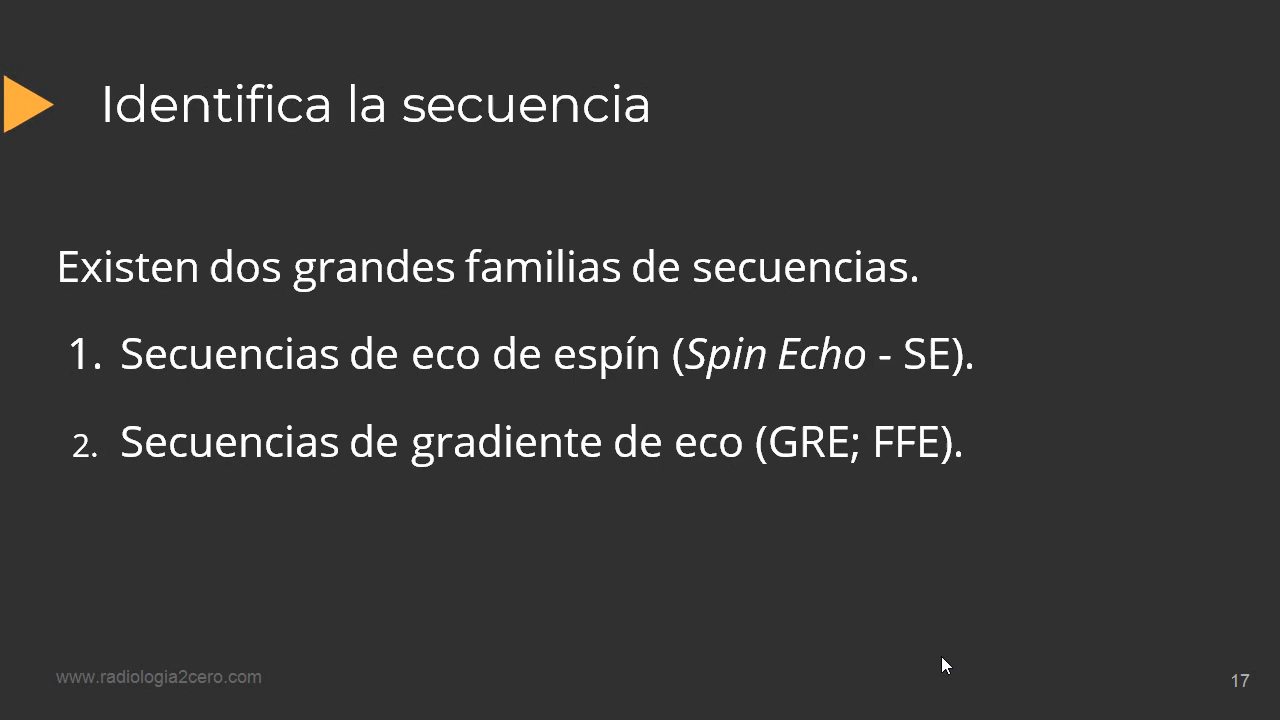 Identifica la secuencia
Existen dos grandes familias de secuencias.
1. Secuencias de eco de espín (Spin Echo - SE).
2. Secuencias de gradiente de eco (GRE; FFE).
www.radiologia2cero.com
17